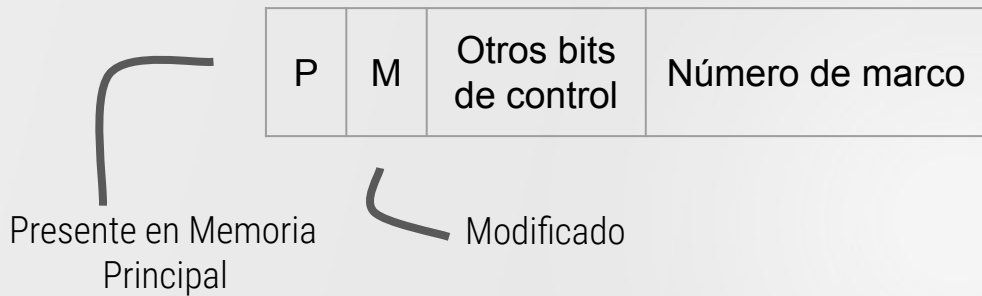 P
M
Otros bits
de control
Número de marco
Presente en Memoria
Principal
Modificado